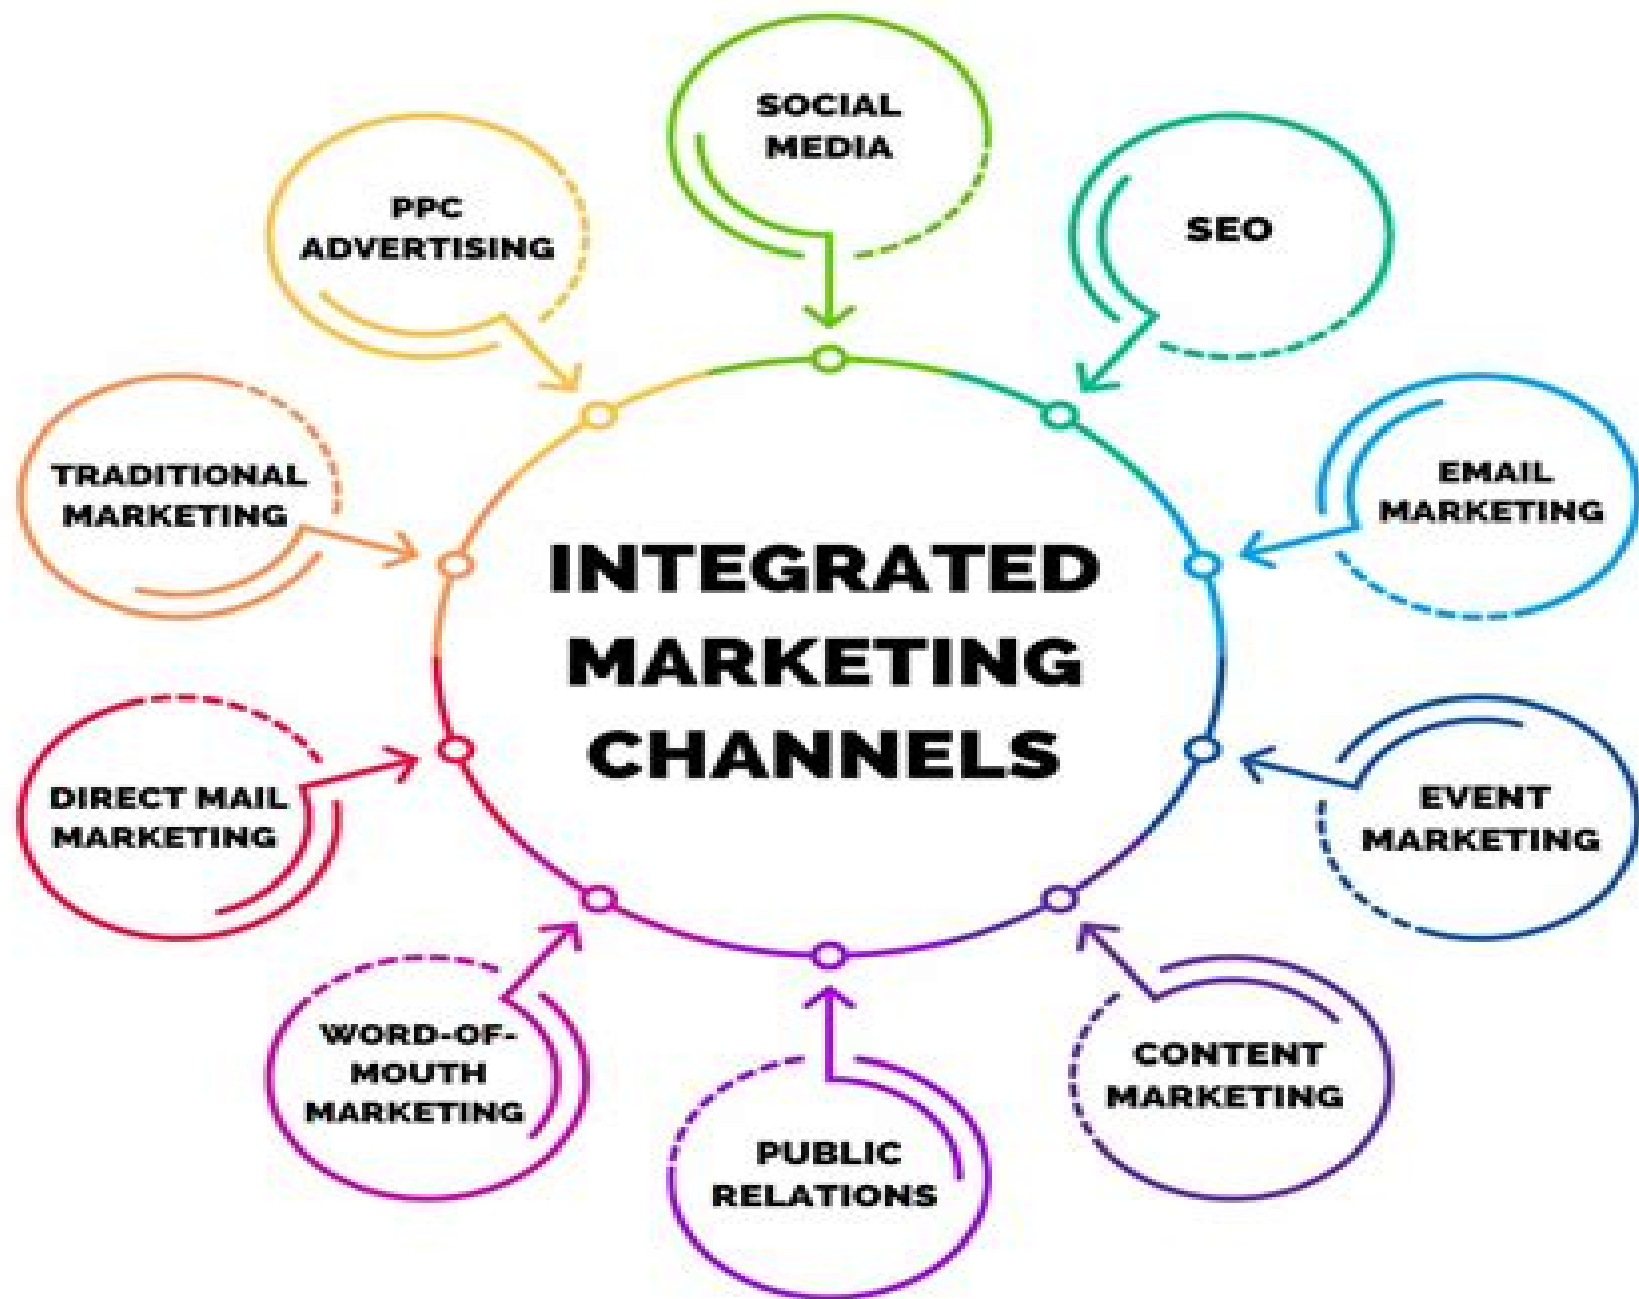 SOCIAL
MEDIA
SEO
EMAIL
MARKETING
EVENT
MARKETING
CONTENT
MARKETING
PUBLIC
RELATIONS
WORD-OF-
MOUTH
MARKETING
DIRECT MAIL
MARKETING
TRADITIONAL
MARKETING
PPC
ADVERTISING
INTEGRATED
MARKETING
CHANNELS